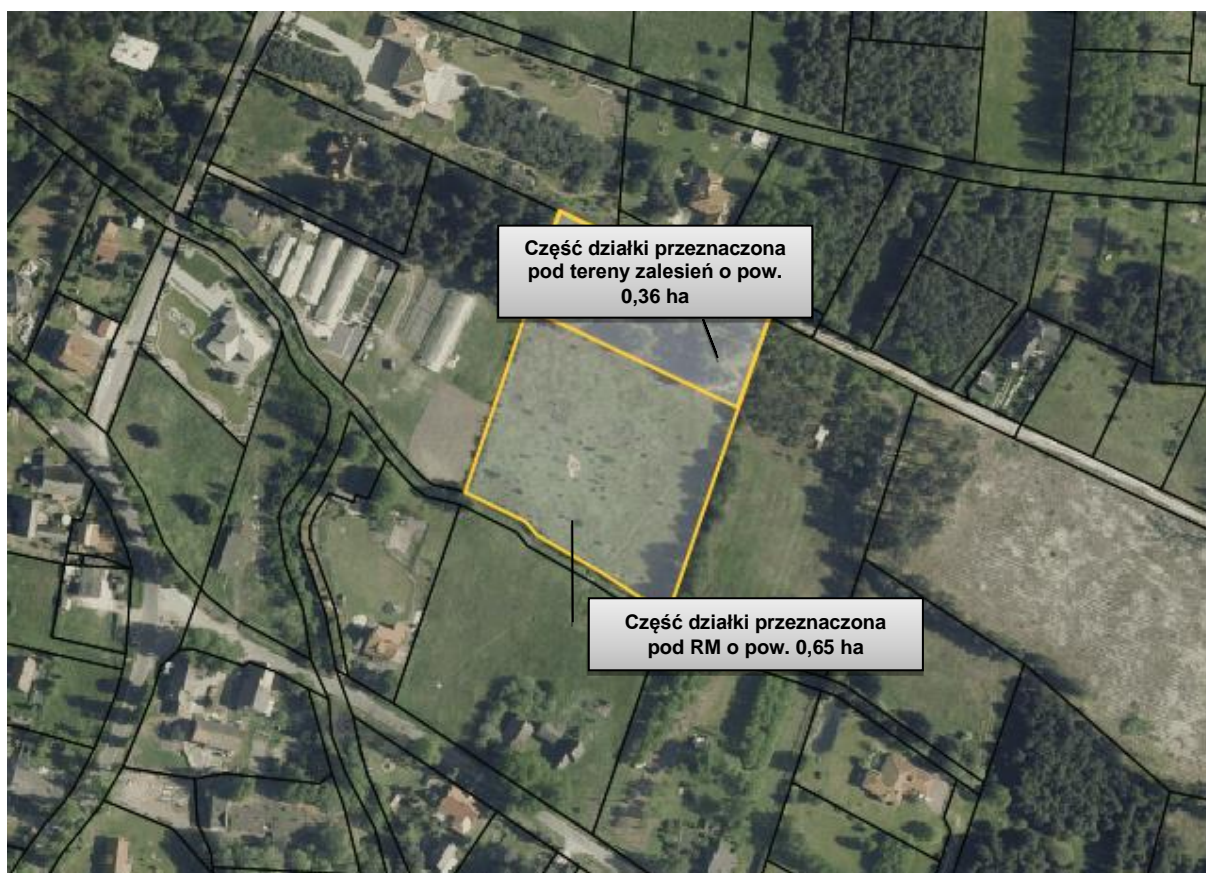 Część działki przeznaczona
pod tereny zalesień o pow.
0,36 ha
Część działki przeznaczona
pod RM o pow. 0,65 ha